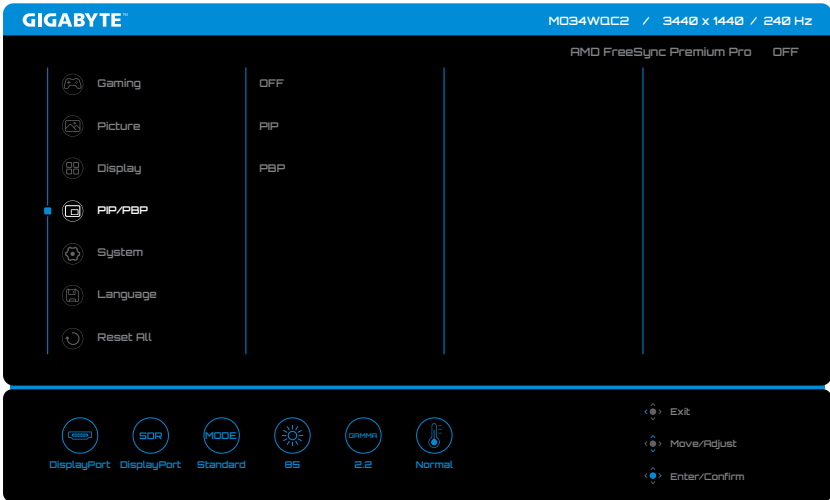 GIGABYTE™
MO34WQC2 / 3440 x 1440 / 240 Hz
AMD FreeSync Premium Pro OFF
Gaming OFF
Picture PIP
Display PBP
PIP/PBP
System
Language
Reset All
Exit
SDR MODE GAMMA
Move/Adjust
DisplayPort DisplayPort Standard 85 2.2 Normal
Enter/Confirm